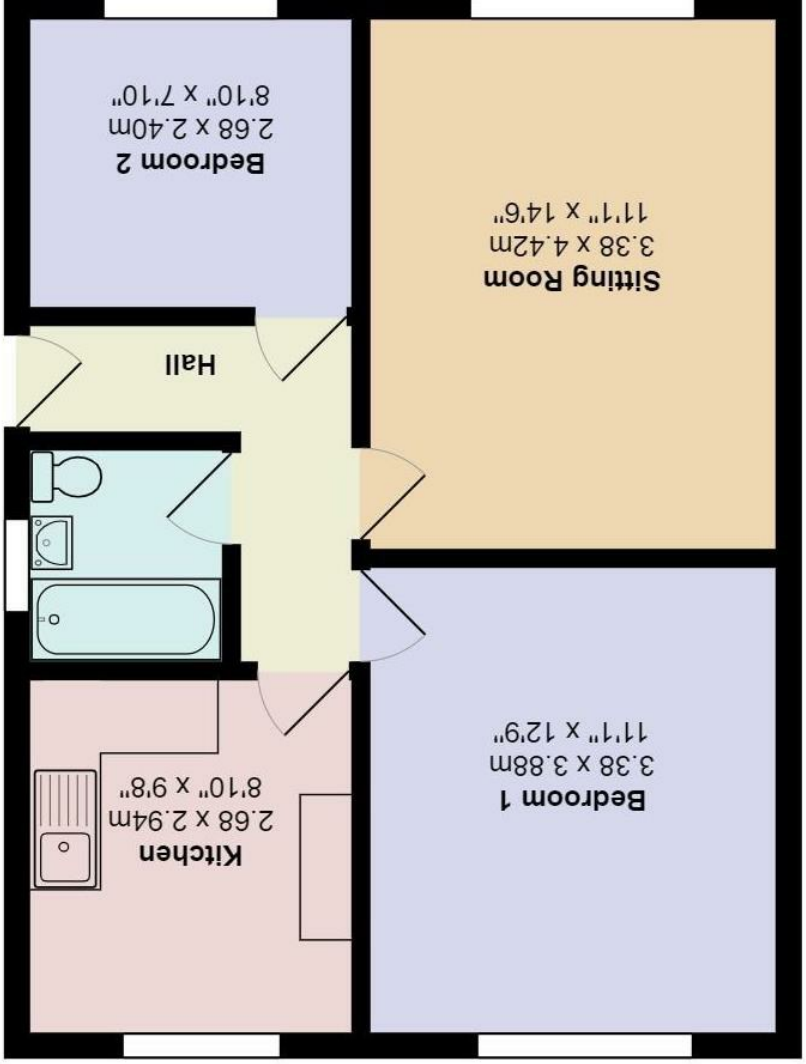 Kitchen
2.68 x 2.94m
8'10" x 9'8"
Bedroom 1
3.38 x 3.88m
11'1" x 12'9"
Hall
Sitting Room
3.38 x 4.42m
11'1" x 14'6"
Bedroom 2
2.68 x 2.40m
8'10" x 7'10"